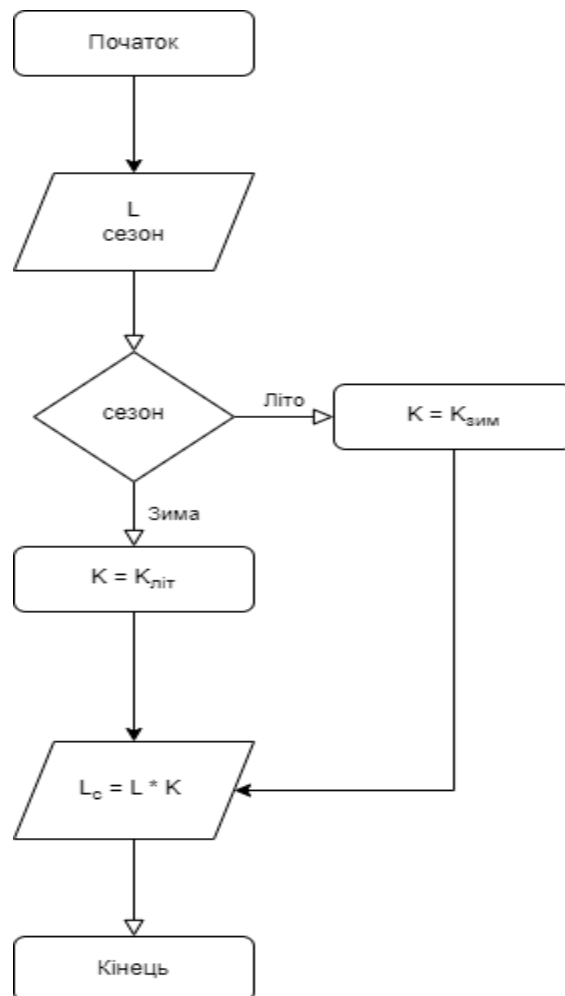 Початок
L
сезон
сезон
Літо
K = Kзим
Зима
K = Kліт
Lс = L * K
Кінець